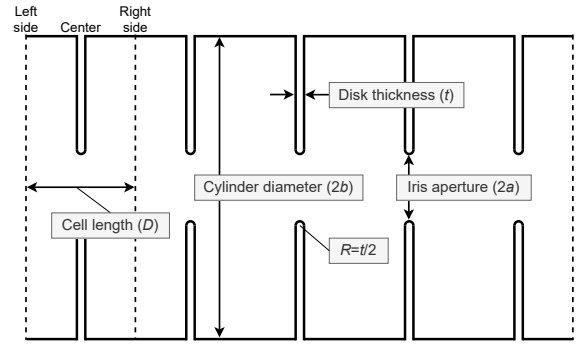 Left
side
Center
Right
side
Disk thickness (t)
Cylinder diameter (2b)
Iris aperture (2a)
Cell length (D)
R=t/2